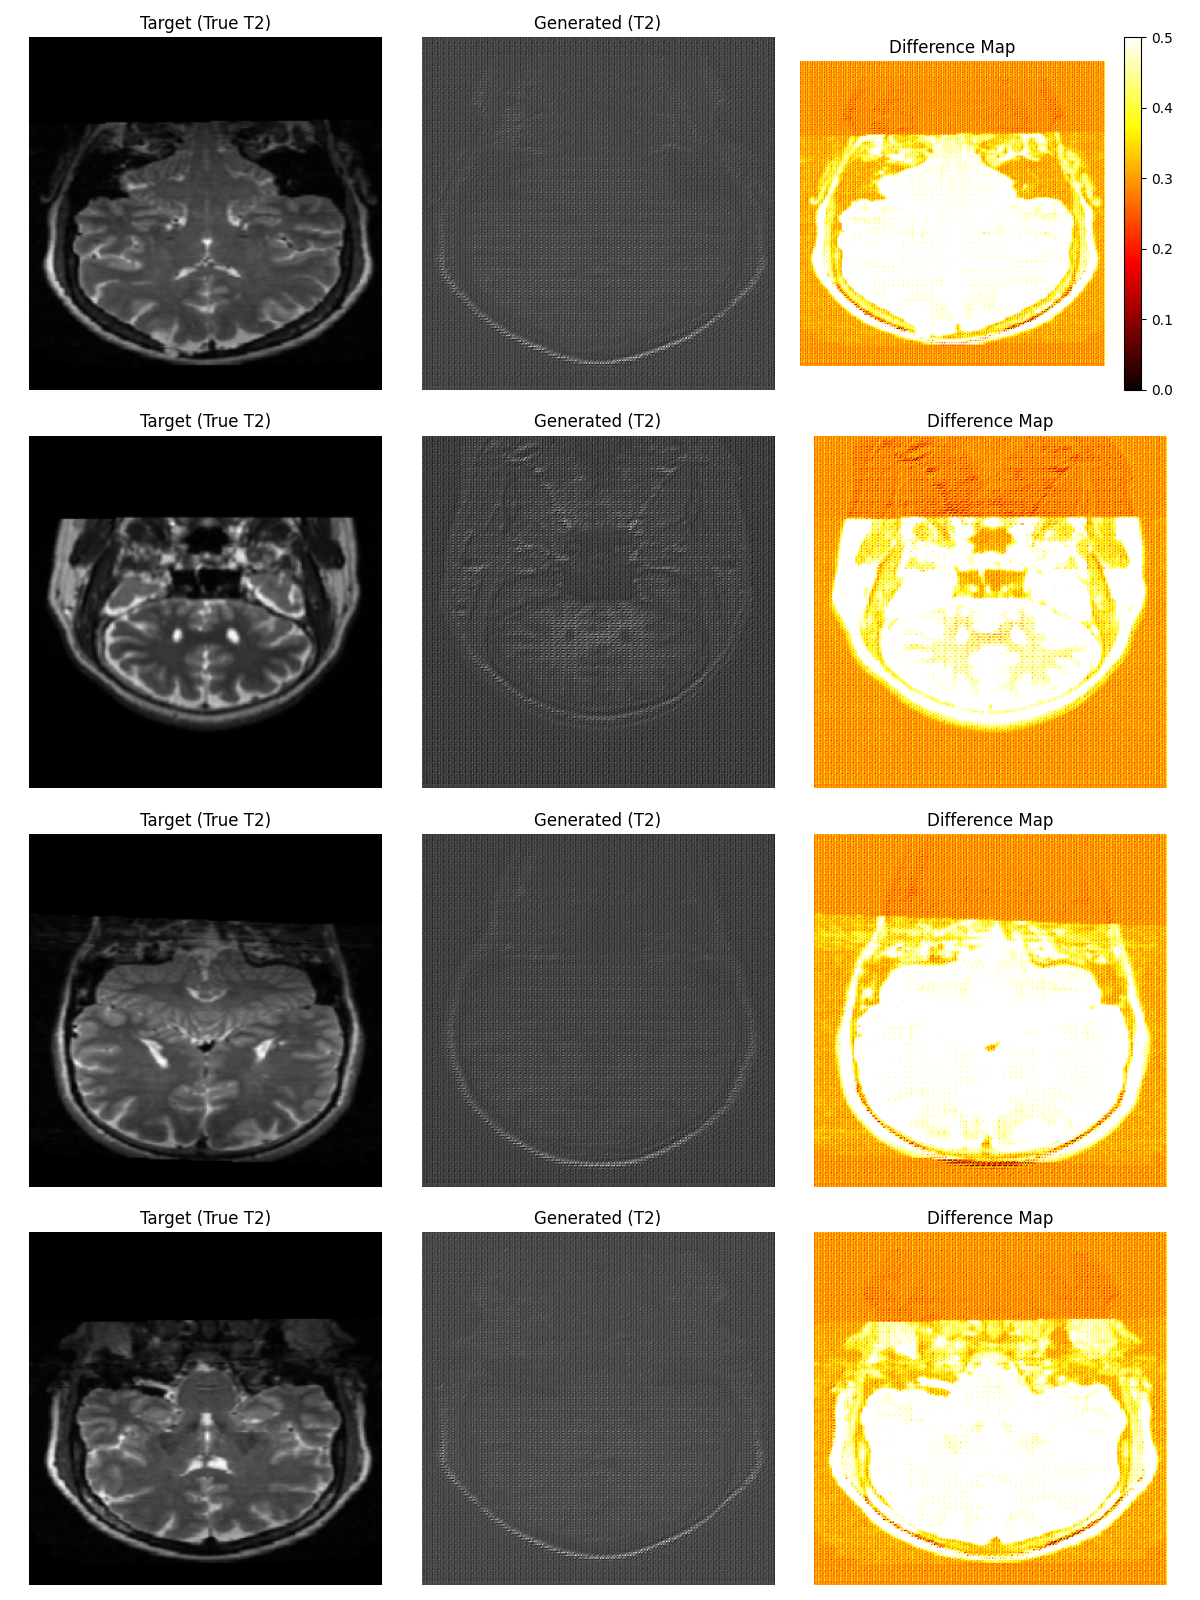 Target (True T2) Generated (T2) Difference Map
0.5
0.4
0.3
0.2
0.1
0.0
Target (True T2) Generated (T2) Difference Map
Target (True T2) Generated (T2) Difference Map
Target (True T2) Generated (T2) Difference Map